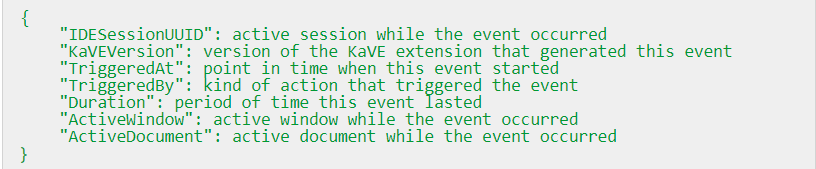 {
"IDESessionUUID": active session while the event occurred
"KaVEVersion": version of the KaVE extension that generated this event
"TriggeredAt": point in time when this event started
"TriggeredBy": kind of action that triggered the event
"Duration": period of time this event lasted
"ActiveWindow": active window while the event occurred
"ActiveDocument": active document while the event occurred
}